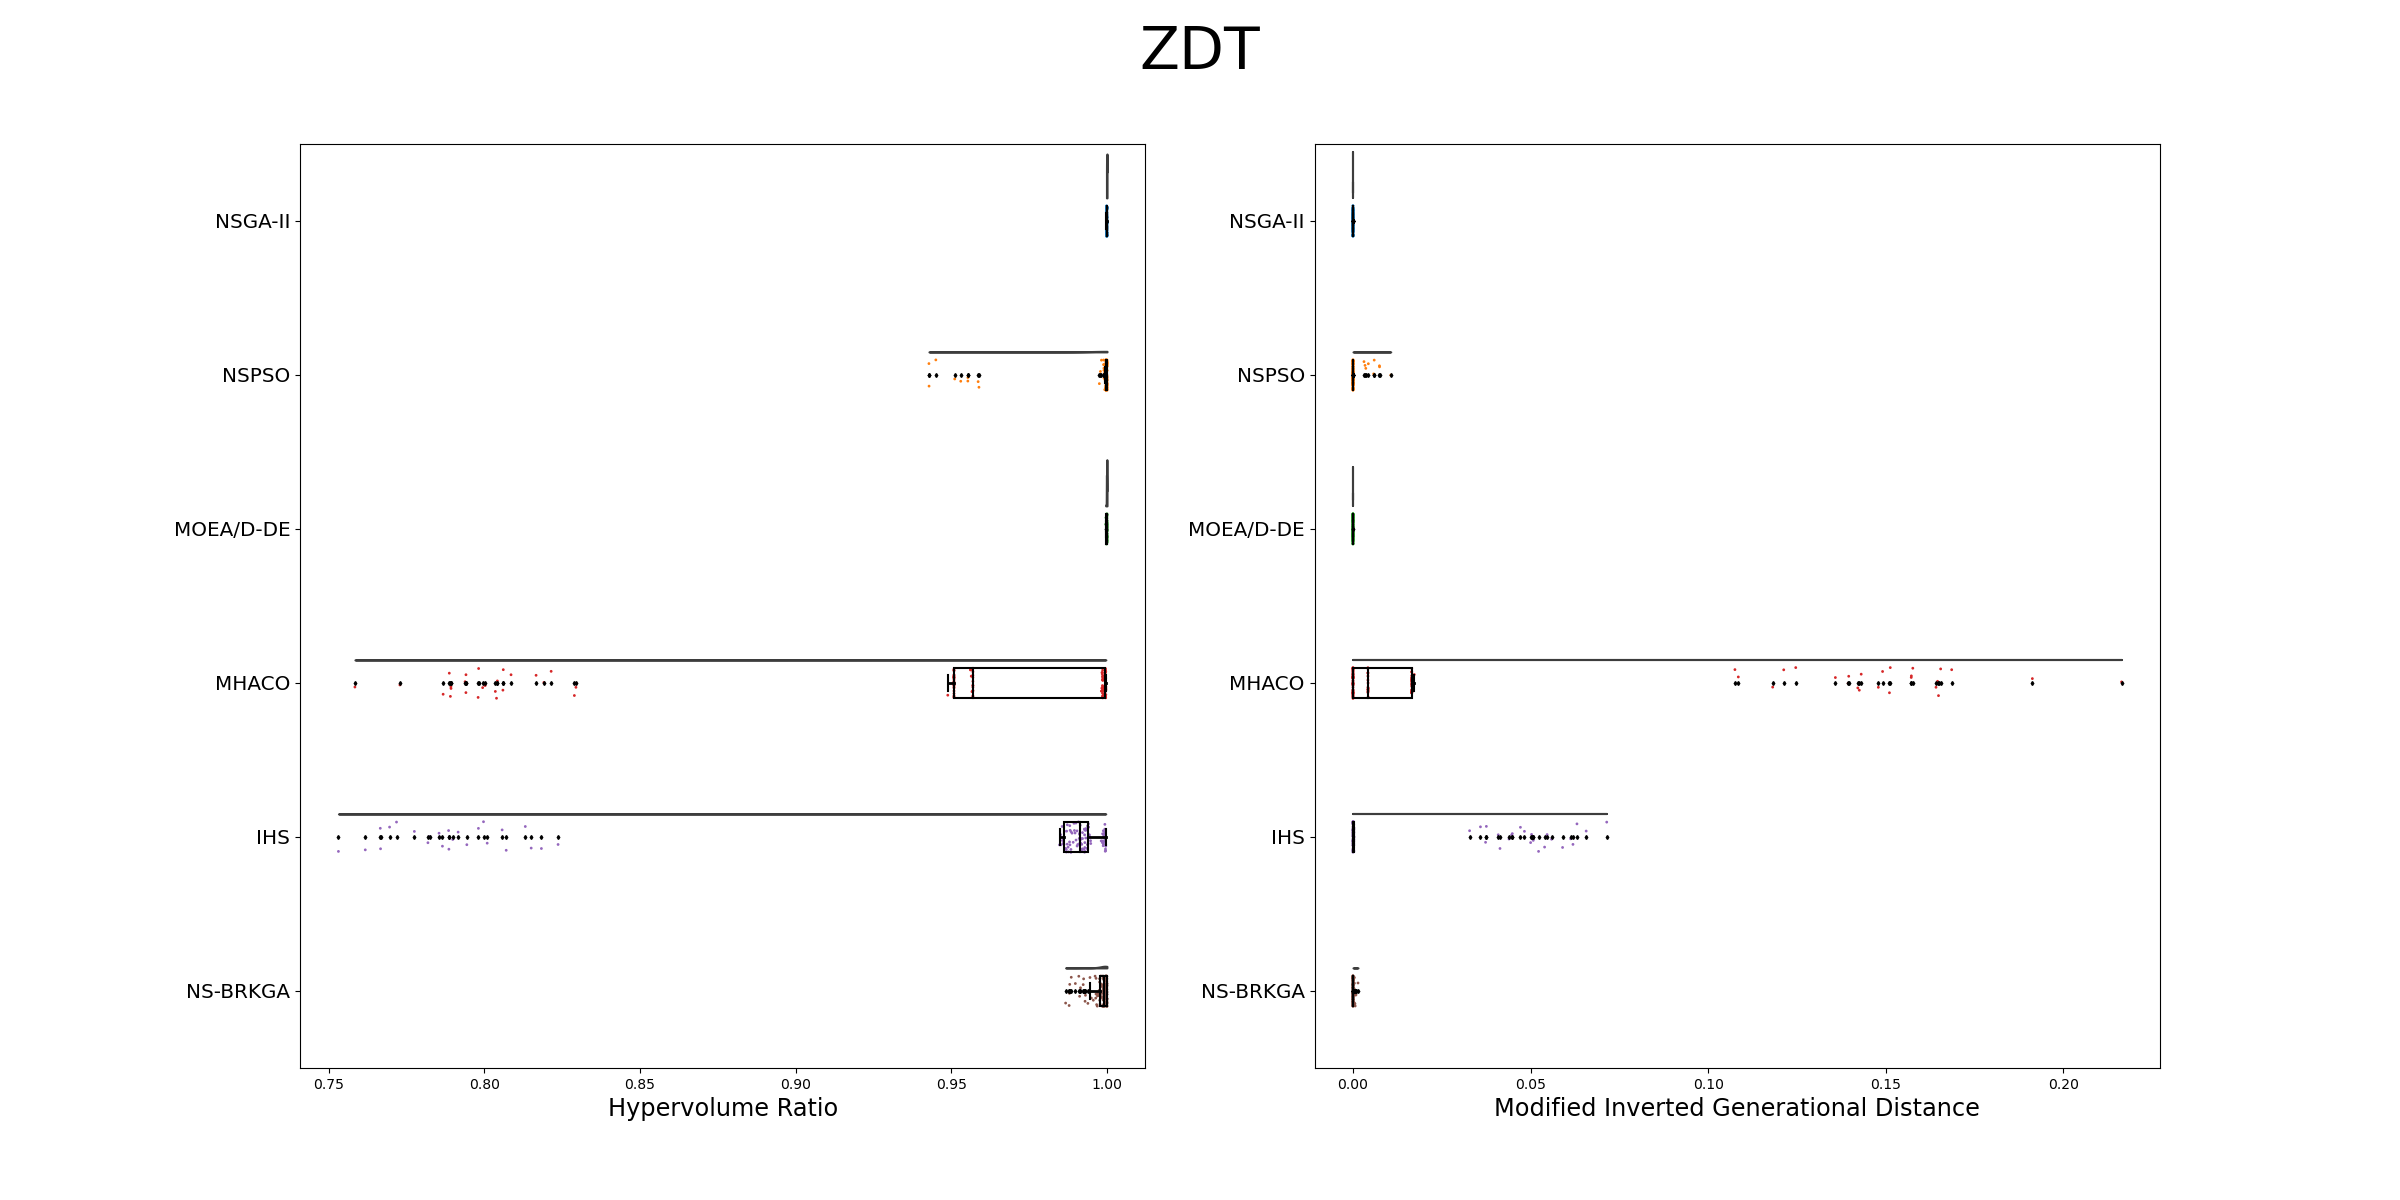 ZDT
NSGA-II
NSPSO
MOEA/D-DE
MHACO
IHS
NS-BRKGA
0.75 0.80 0.85 0.90 0.95 1.00
Hypervolume Ratio
NSGA-II
NSPSO
MOEA/D-DE
MHACO
IHS
NS-BRKGA
0.00 0.05 0.10 0.15 0.20
Modified Inverted Generational Distance